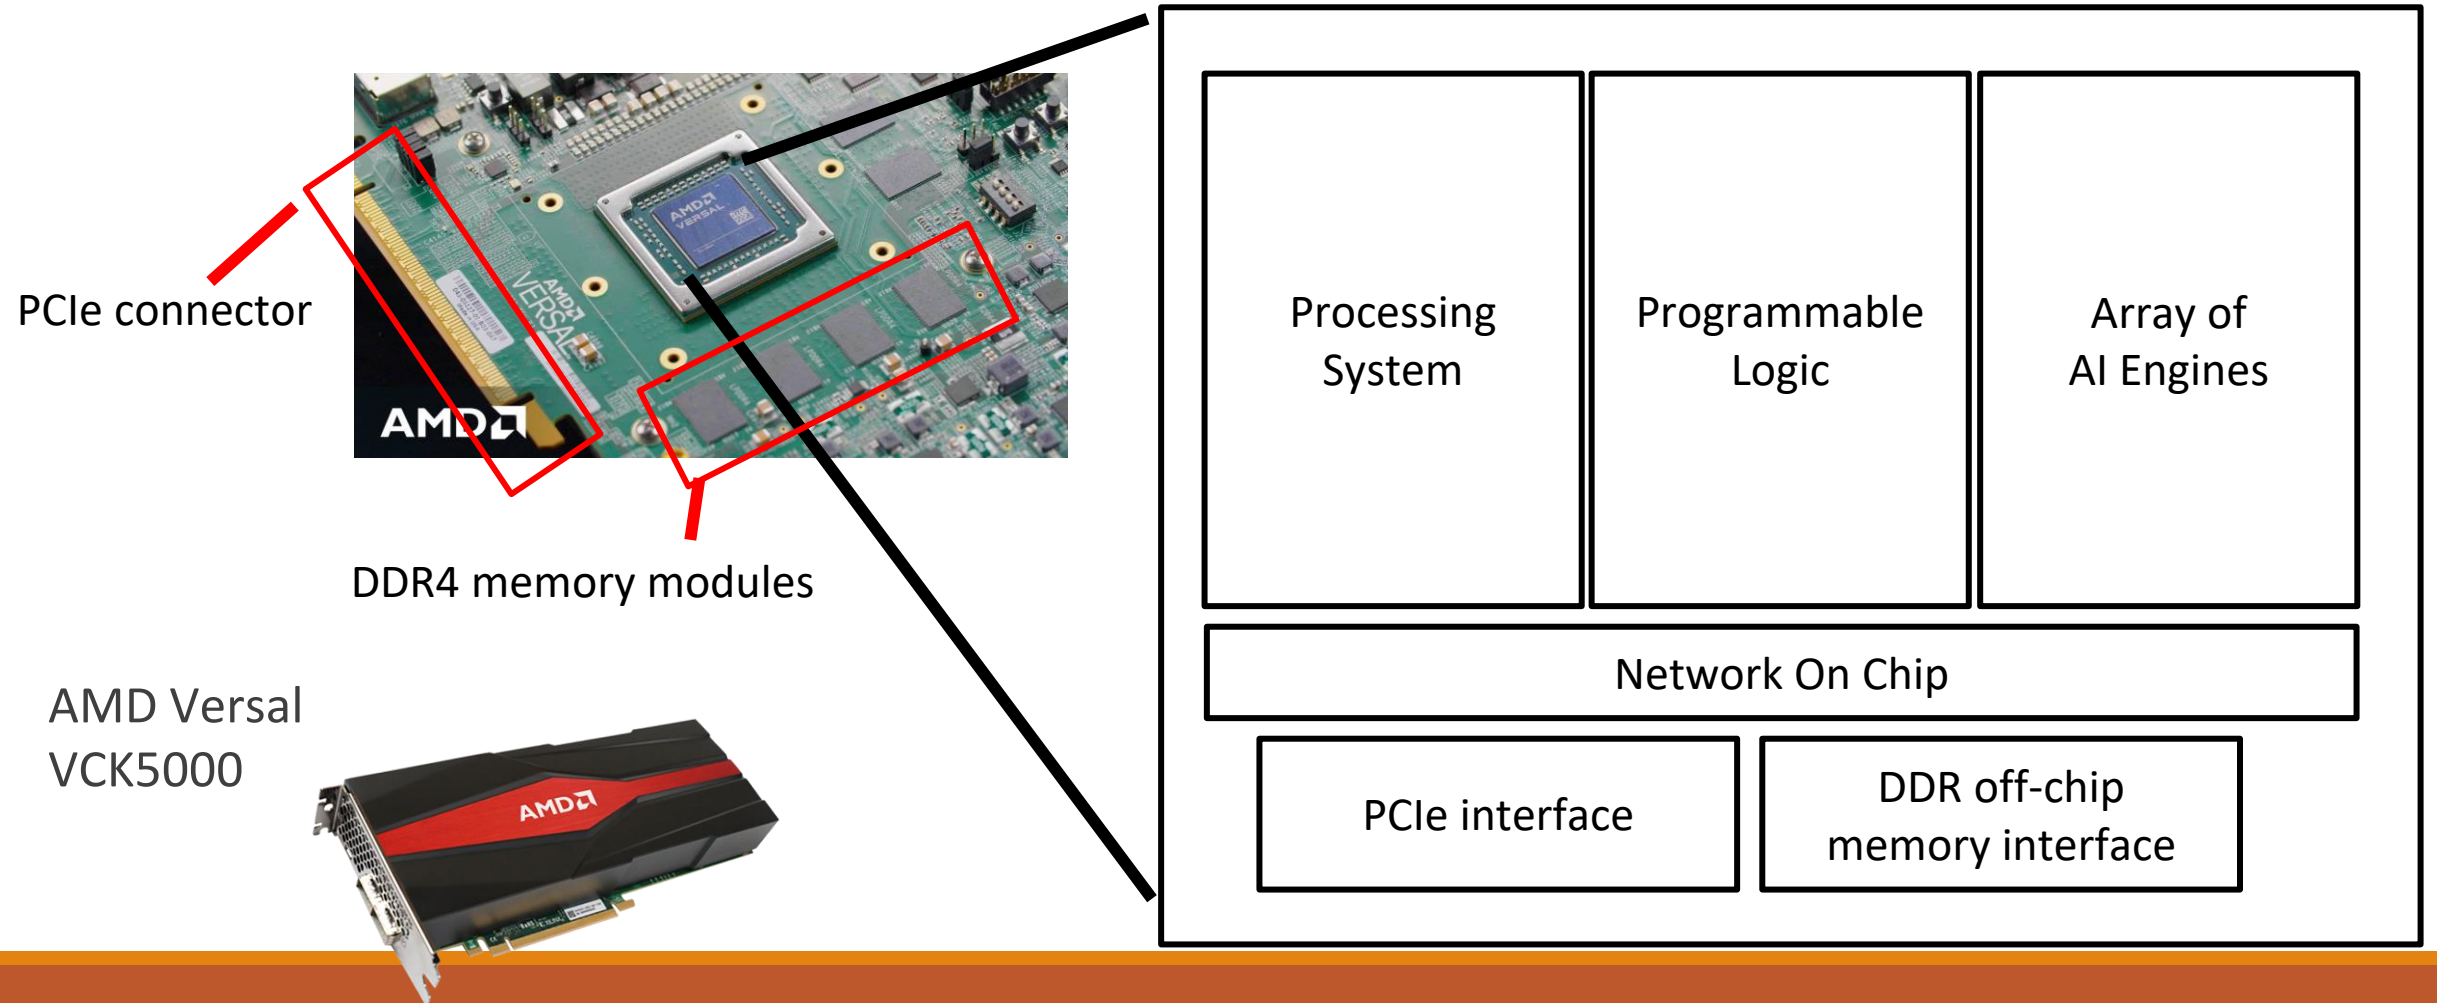 PCIe connector
DDR4 memory modules
AMD Versal
VCK5000
AMD
AMD
VERSAL
AMD
VERSAL
AMD
Processing
System
Programmable
Logic
Array of
AI Engines
Network On Chip
PCIe interface
DDR off-chip
memory interface